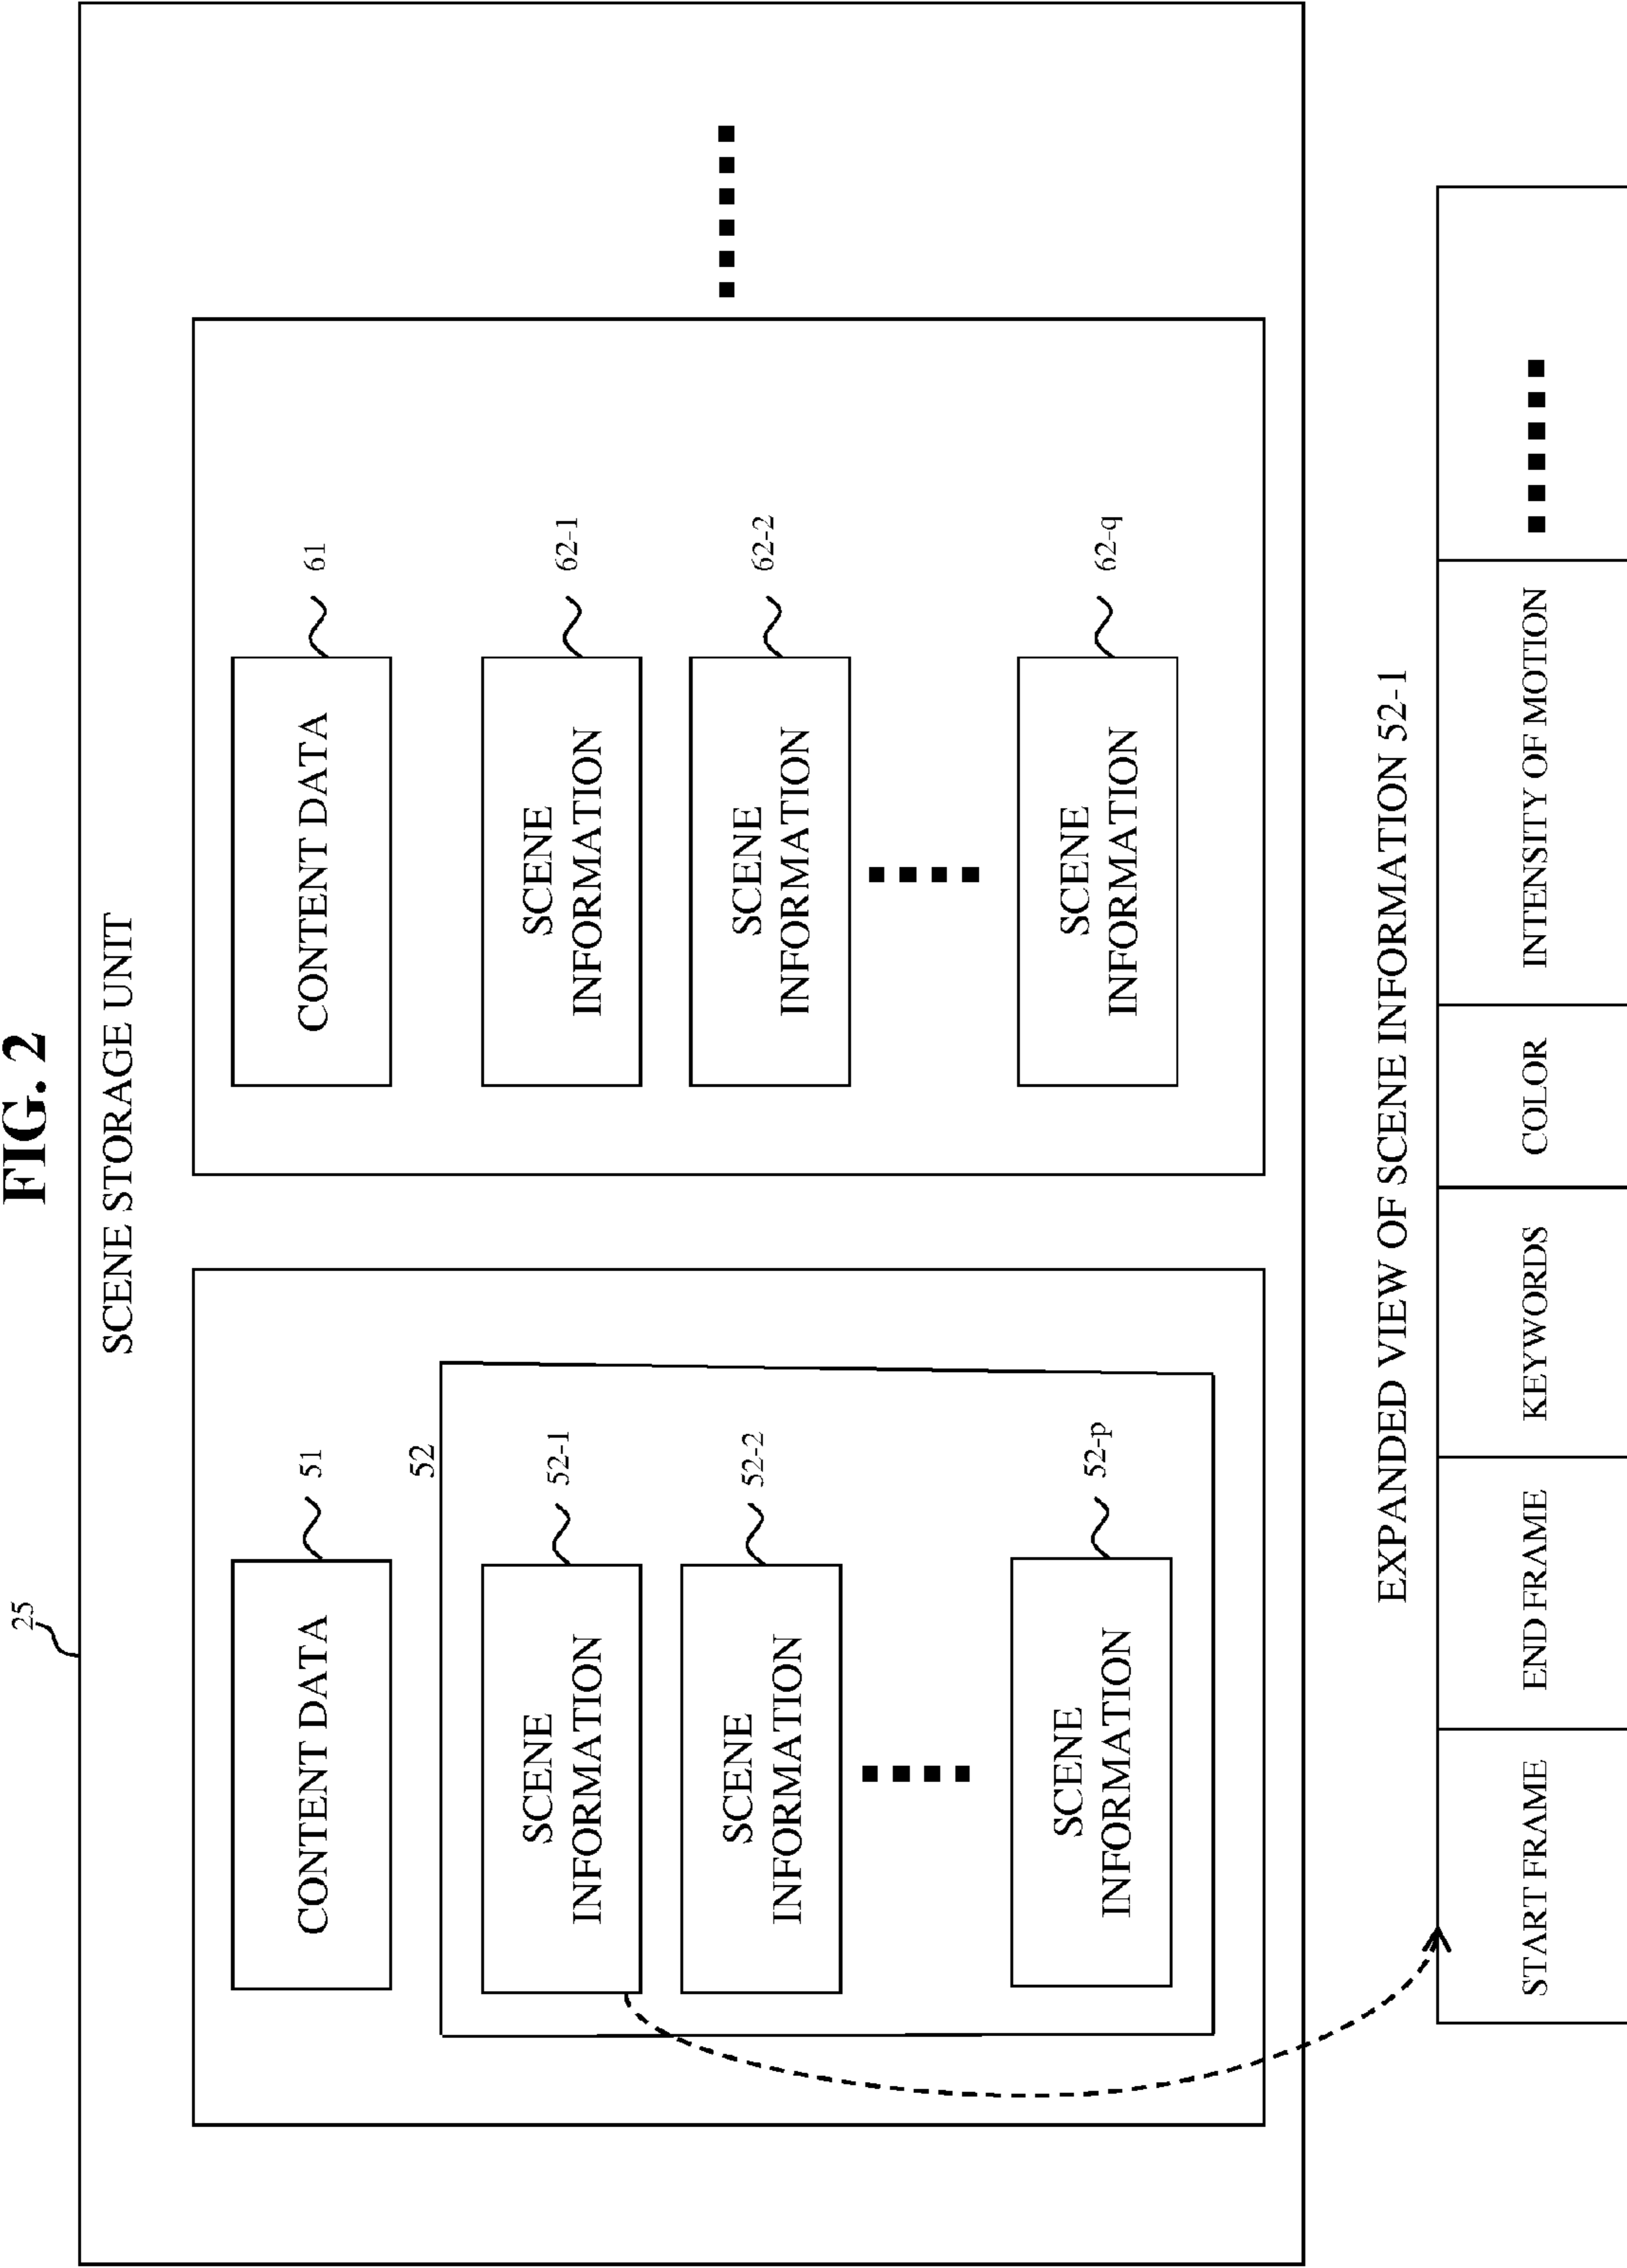 FIG. 2
25
SCENE STORAGE UNIT
CONTENT DATA
51
52
SCENE
INFORMATION
52-1
SCENE
INFORMATION
52-2
SCENE
INFORMATION
52-p
CONTENT DATA
61
SCENE
INFORMATION
62-1
SCENE
INFORMATION
62-2
SCENE
INFORMATION
62-q
EXPANDED VIEW OF SCENE INFORMATION 52-1
START FRAME
END FRAME
KEYWORDS
COLOR
INTENSITY OF MOTION